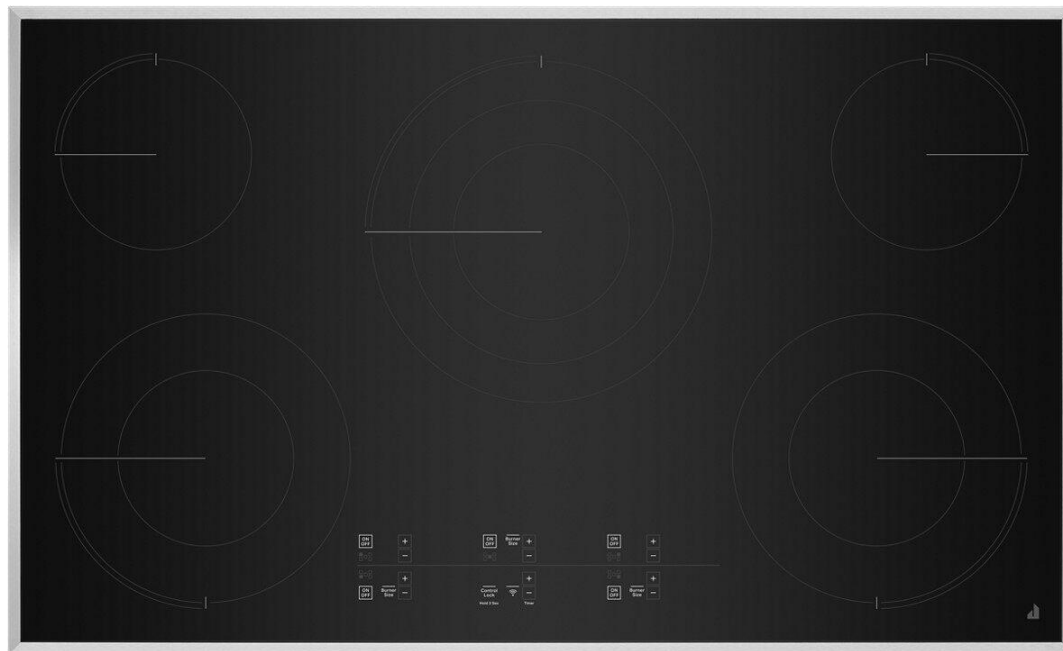 ON
OFF
+
−
ON
OFF
Burner
Size
+
−
ON
OFF
+
−
ON
OFF
Burner
Size
+
−
Control
Lock
Hold 3 Sec
+
−
Timer
ON
OFF
Burner
Size
+
−